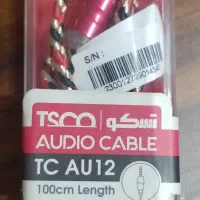 S/N :
TSCO تسکو
AUDIO CABLE
TC AU12
100cm Length